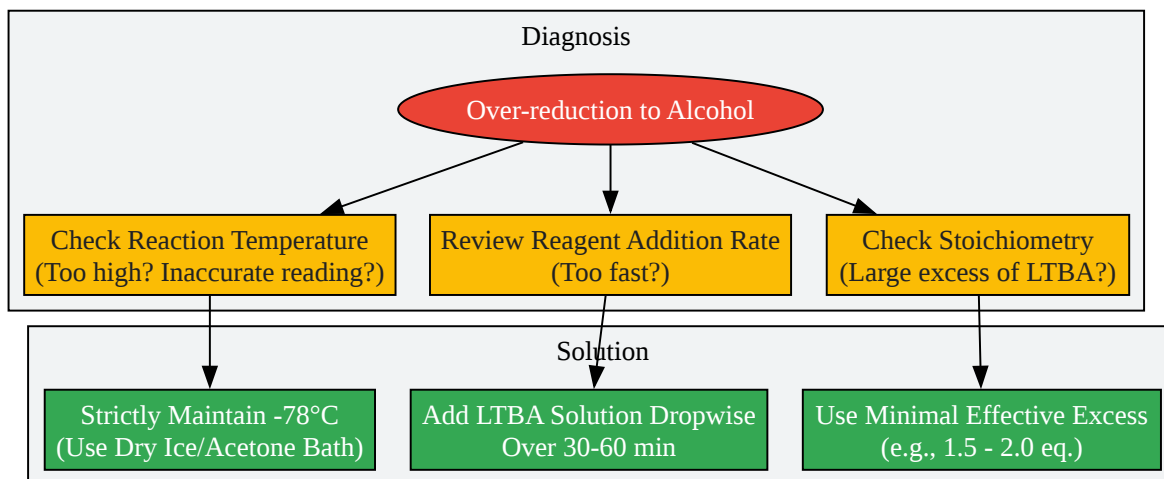 Diagnosis
Over-reduction to Alcohol
Check Reaction Temperature
(Too high? Inaccurate reading?)
Review Reagent Addition Rate
(Too fast?)
Check Stoichiometry
(Large excess of LTBA?)
Solution
Strictly Maintain -78°C
(Use Dry Ice/Acetone Bath)
Add LTBA Solution Dropwise
Over 30-60 min
Use Minimal Effective Excess
(e.g., 1.5 - 2.0 eq.)